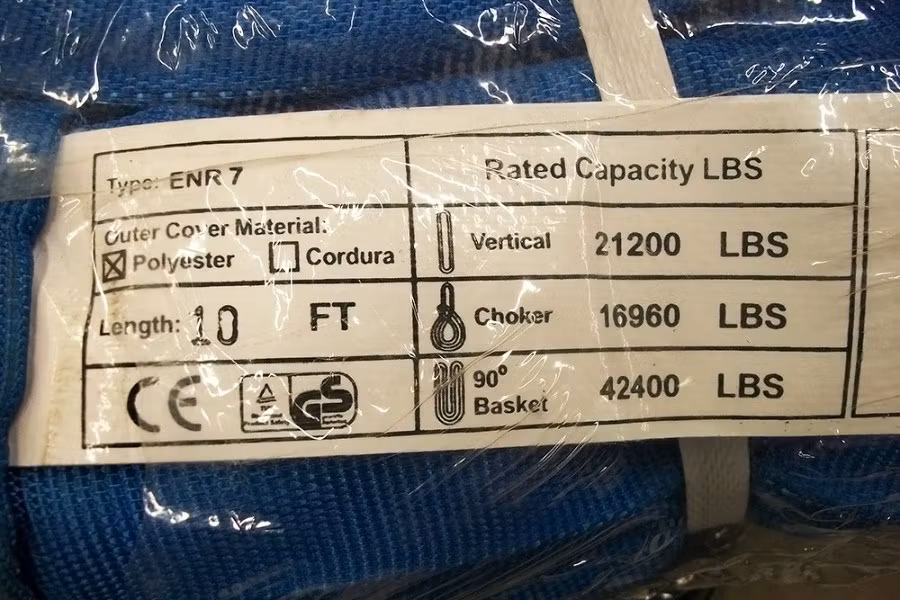 Type: ENR 7
Rated Capacity LBS
Outer Cover Material:
Polyester Cordura
Vertical 21200 LBS
Length: 10 FT
Choker 16960 LBS
CE
GS
90° Basket 42400 LBS